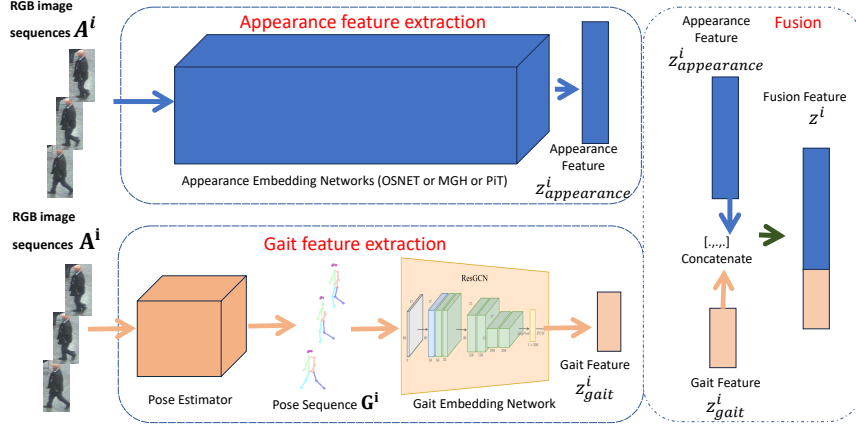 RGB image
sequences A^i
Appearance feature extraction
Appearance Embedding Networks (OSNET or MGH or PiT)
Appearance
Feature
z^i_appearance
RGB image
sequences A^i
Gait feature extraction
Pose Estimator
Pose Sequence G^i
ResGCN
Gait Embedding Network
Gait Feature
z^i_gait
Fusion
Appearance
Feature
z^i_appearance
Fusion Feature
z^i
[.,.,.]
Concatenate
Gait Feature
z^i_gait